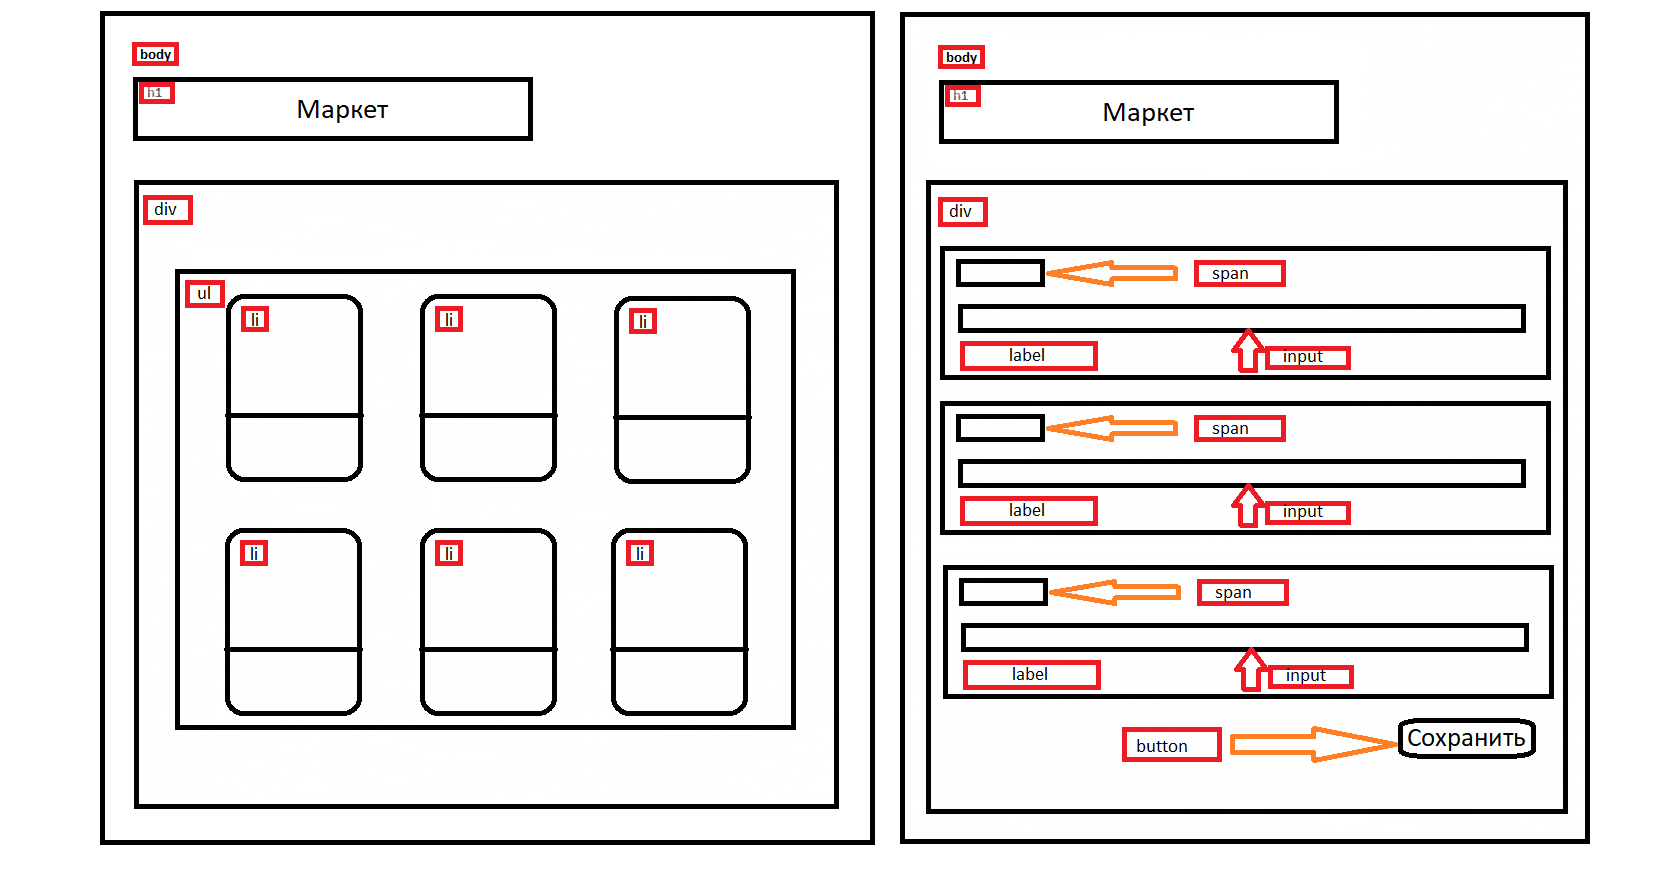 body
h1
Маркет
div
ul
li
li
li
li
li
li
body
h1
Маркет
div
span
label
input
span
label
input
span
label
input
button
Сохранить